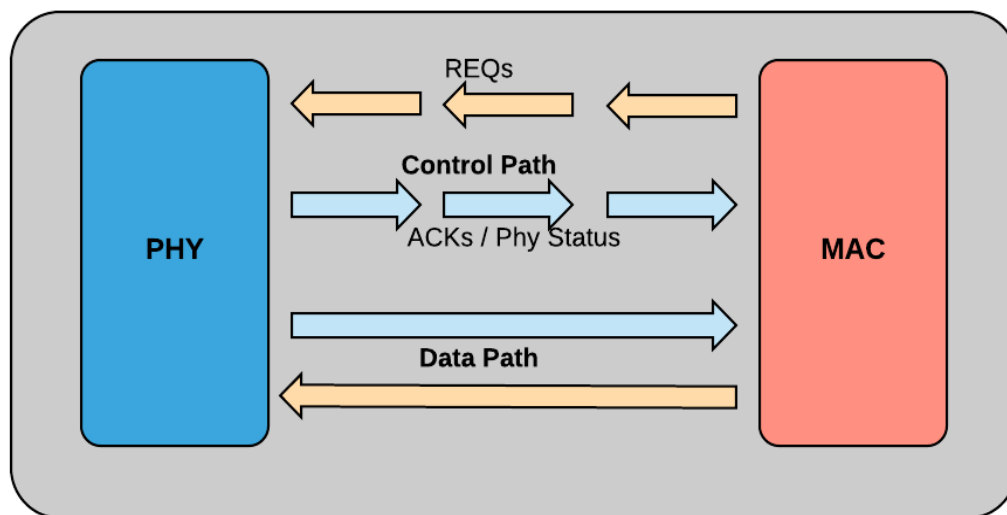 REQs
Control Path
ACKs / Phy Status
PHY
MAC
Data Path